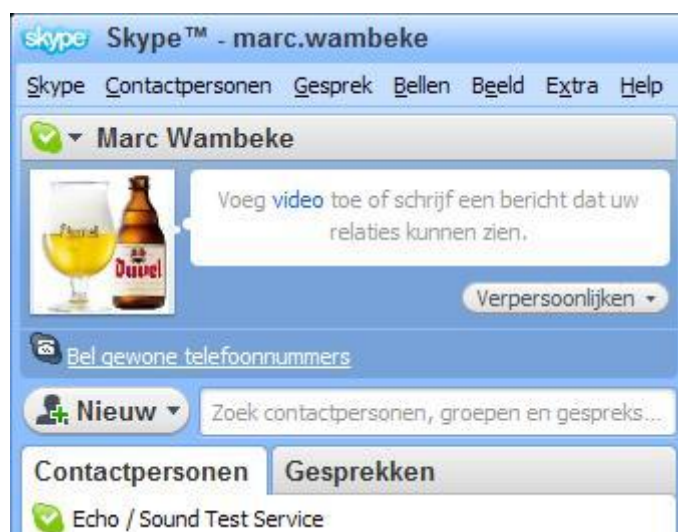 skype Skype™ - marc.wambeke
Skype Contactpersonen Gesprek Bellen Beeld Extra Help
Marc Wambeke
Voeg video toe of schrijf een bericht dat uw
relaties kunnen zien.
Duvel
Duvel
Verpersoonlijken
Bel gewone telefoonnummers
Nieuw
Zoek contactpersonen, groepen en gespreks...
Contactpersonen Gesprekken
Echo / Sound Test Service